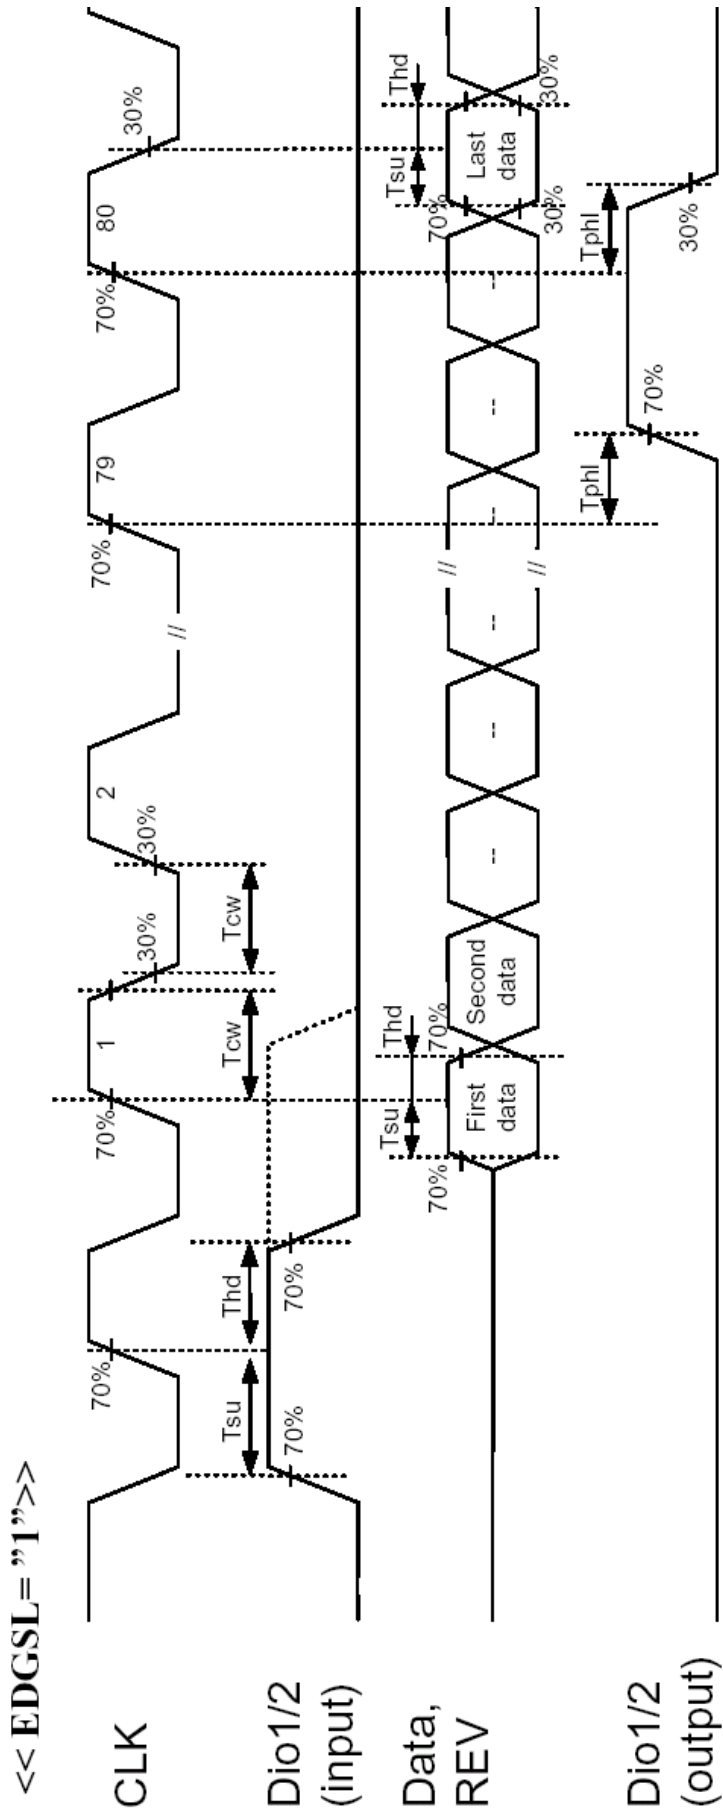 << EDGSL= ”1”>>
CLK
70%
70%
1
30%
30%
2
//
70%
79
70%
80
30%
Dio1/2
(input)
Tsu
Thd
Tcw
Tcw
70%
70%
Data,
REV
Tsu
Thd
70%
70%
First
data
Second
data
--
--
--
//
//
--
--
--
Tsu
Thd
70%
30%
Last
data
30%
Dio1/2
(output)
Tphl
70%
Tphl
30%